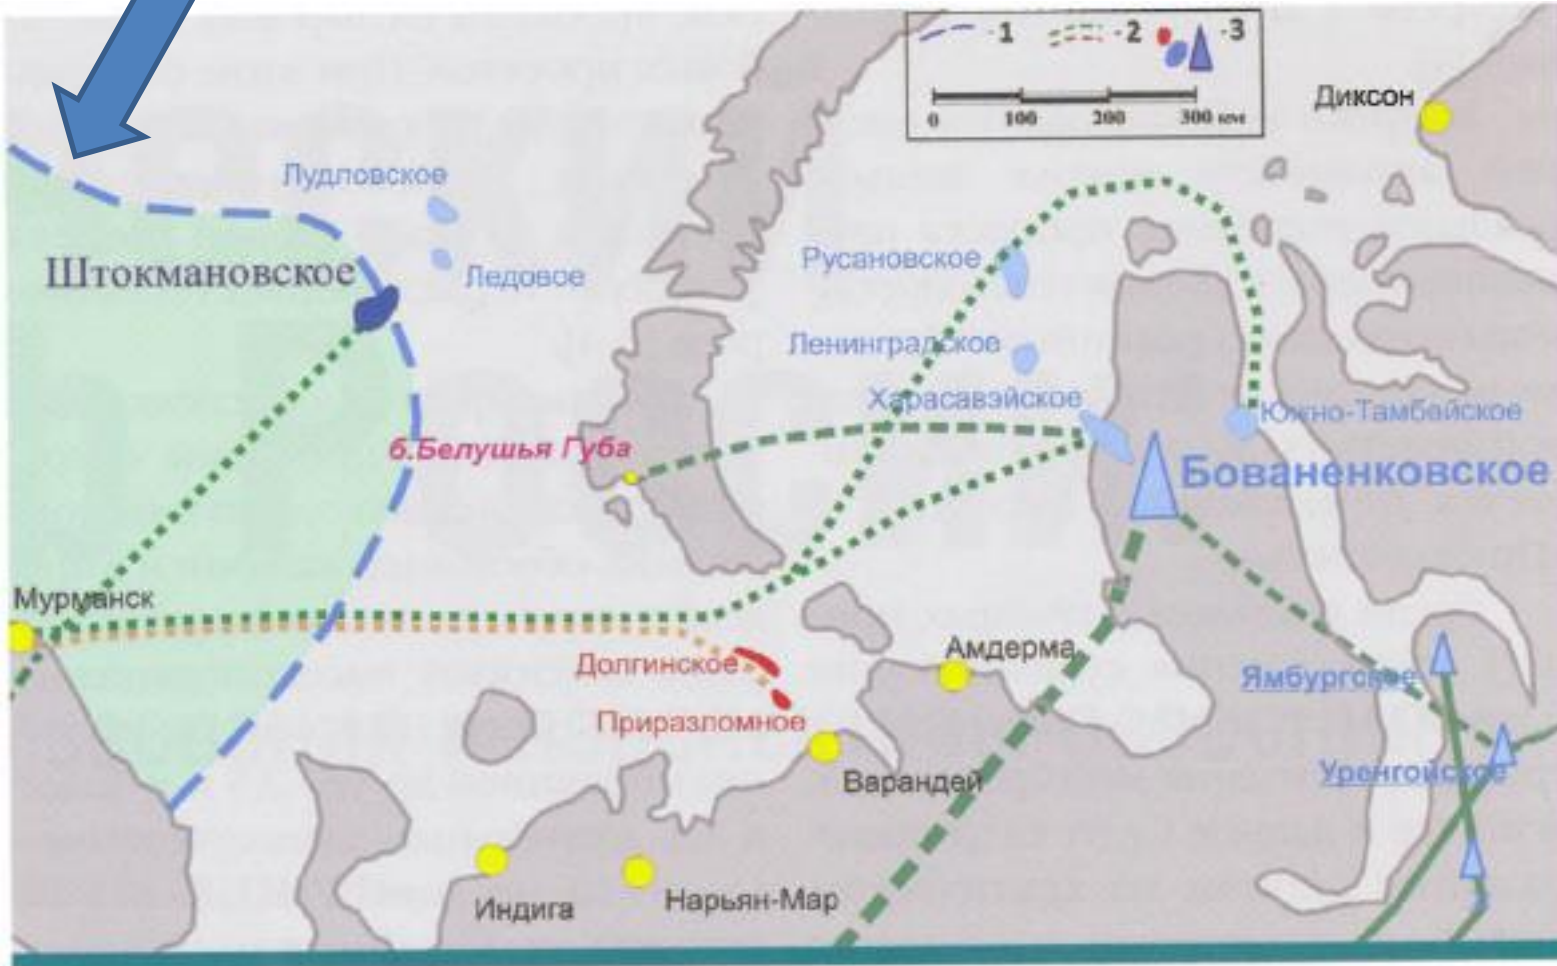 -1 -2 -3
0 100 200 300 км
Диксон
Лудловское
Штокмановское
Ледовое
Русановское
Ленинградское
Харасавэйское
Южно-Тамбейское
б.Белушья Губа
Бованенковское
Мурманск
Амдерма
Долгинское
Ямбургское
Приразломное
Варандей
Уренгойское
Индига
Нарьян-Мар